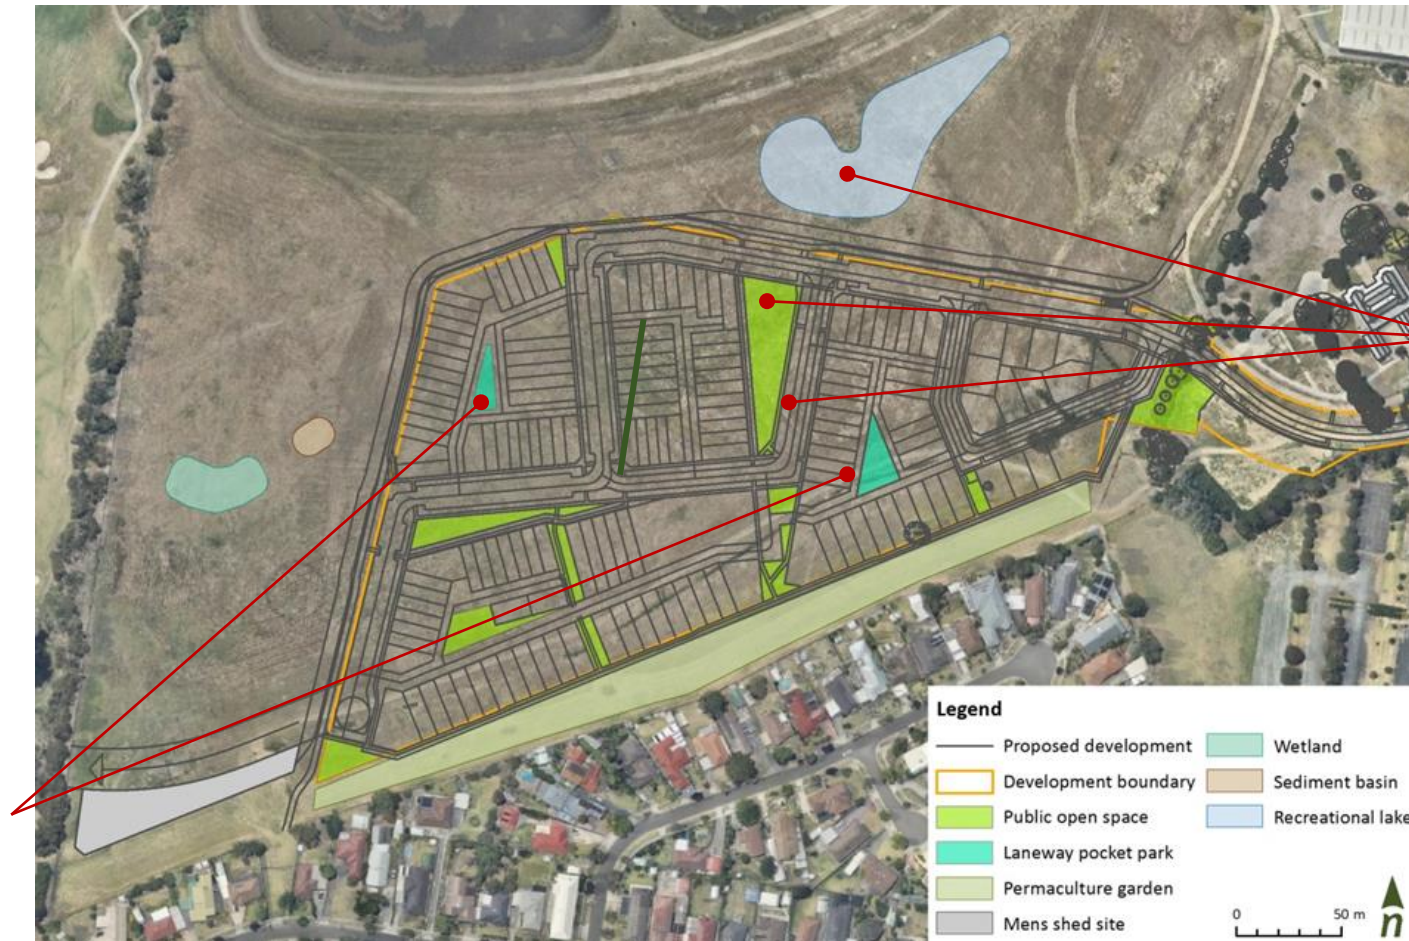 Legend
Proposed development
Development boundary
Public open space
Laneway pocket park
Permaculture garden
Mens shed site
Wetland
Sediment basin
Recreational lake
0 50 m
n